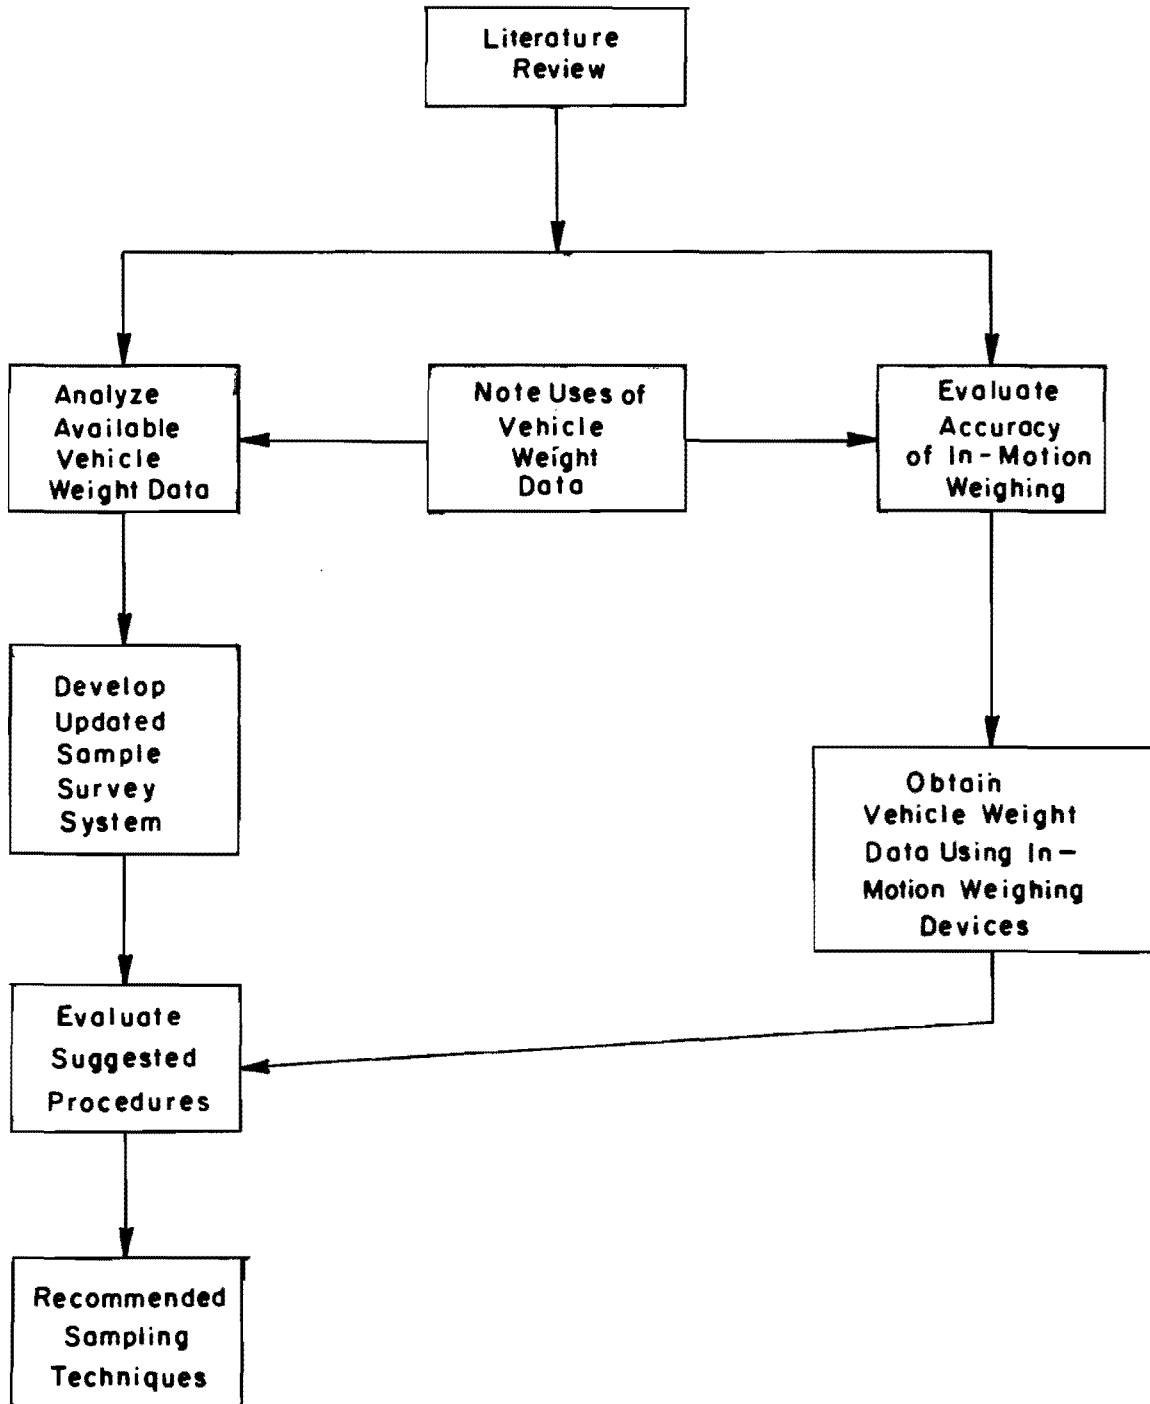 Literature
Review
Analyze
Available
Vehicle
Weight Data
Note Uses of
Vehicle
Weight
Data
Evaluate
Accuracy
of In-Motion
Weighing
Develop
Updated
Sample
Survey
System
Obtain
Vehicle Weight
Data Using In-
Motion Weighing
Devices
Evaluate
Suggested
Procedures
Recommended
Sampling
Techniques